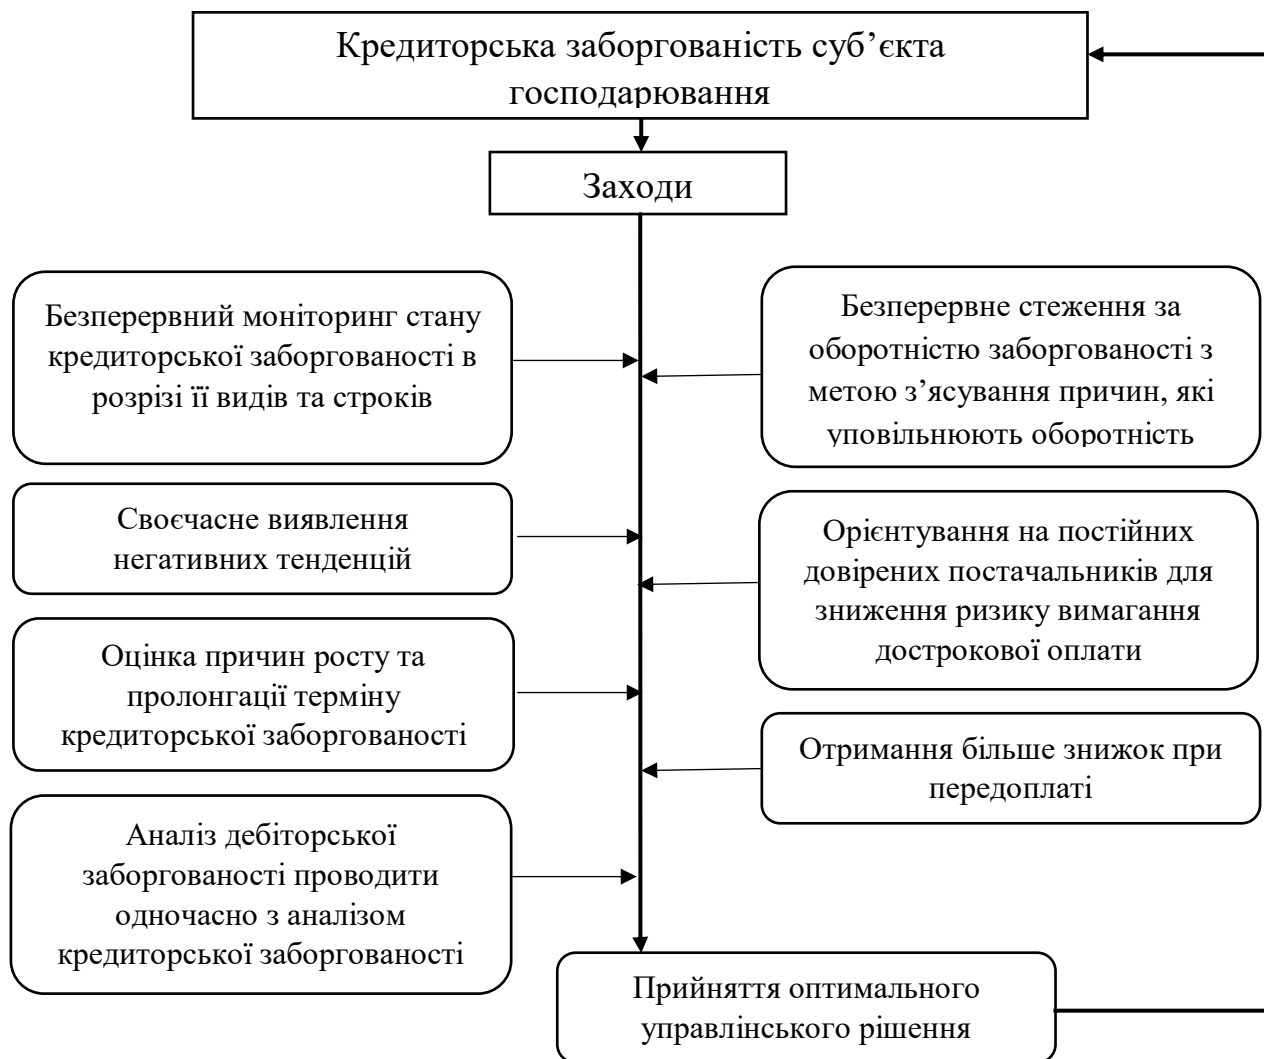 Кредиторська заборгованість суб’єкта
господарювання
Заходи
Безперервний моніторинг стану
кредиторської заборгованості в
розрізі її видів та строків
Безперервне стеження за
оборотністю заборгованості з
метою з’ясування причин, які
уповільнюють оборотність
Своєчасне виявлення
негативних тенденцій
Орієнтування на постійних
довірених постачальників для
зниження ризику вимагання
дострокової оплати
Оцінка причин росту та
пролонгації терміну
кредиторської заборгованості
Отримання більше знижок при
передоплаті
Аналіз дебіторської
заборгованості проводити
одночасно з аналізом
кредиторської заборгованості
Прийняття оптимального
управлінського рішення